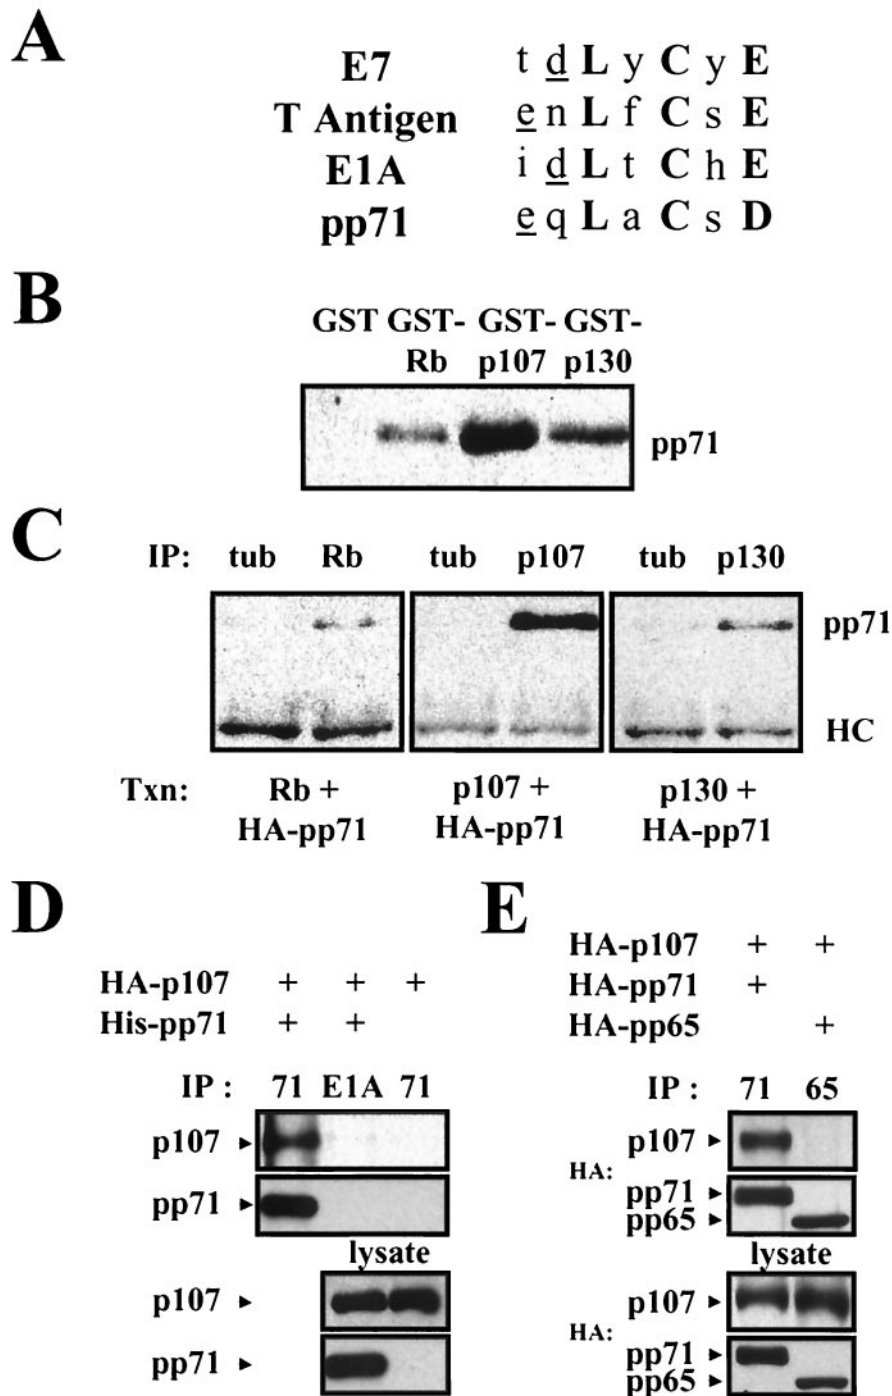 A
E7 t d L y C y E
T Antigen e n L f C s E
E1A i d L t C h E
pp71 e q L a C s D
B
GST GST- GST- GST-
Rb p107 p130
pp71
C
IP: tub Rb tub p107 tub p130
pp71
HC
Txn: Rb + p107 + p130 +
HA-pp71 HA-pp71 HA-pp71
D
HA-p107 + + +
His-pp71 + +
IP : 71 E1A 71
p107
pp71
lysate
p107
pp71
E
HA-p107 + +
HA-pp71 +
HA-pp65 +
IP : 71 65
p107
HA:
pp71
pp65
lysate
p107
HA:
pp71
pp65